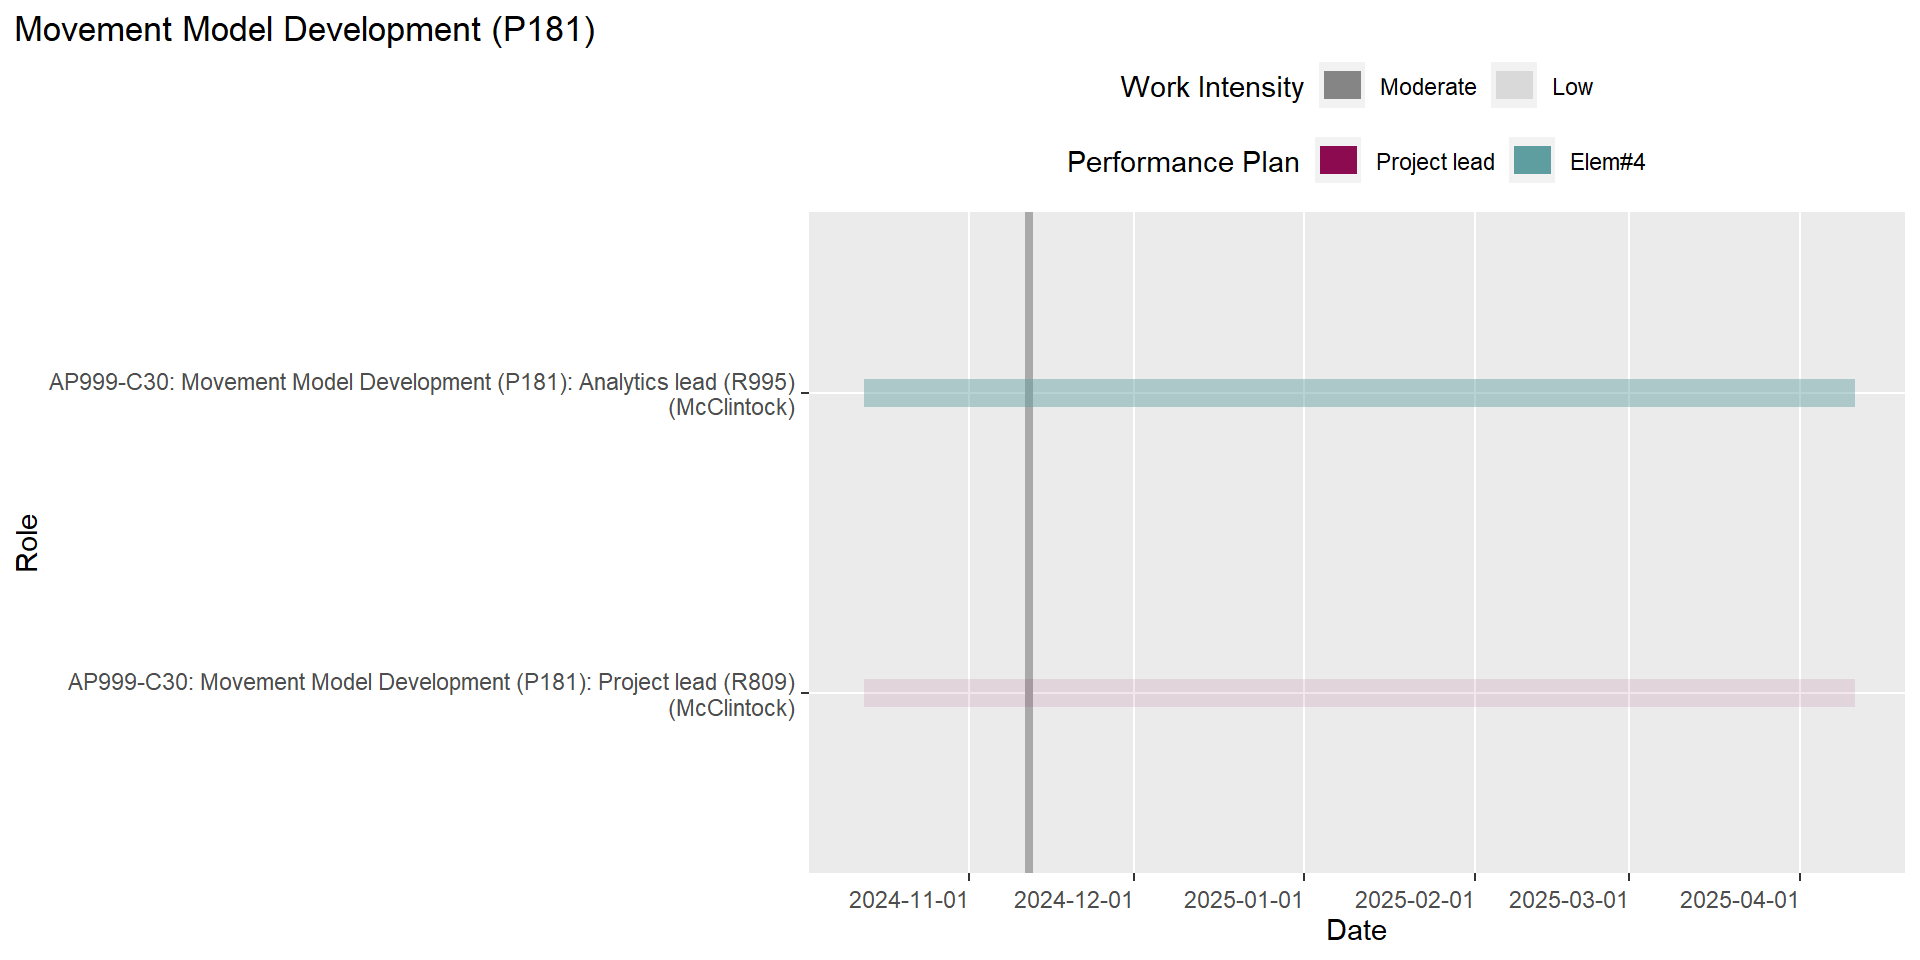 Movement Model Development (P181)
Work Intensity Moderate Low
Performance Plan Project lead Elem#4
AP999-C30: Movement Model Development (P181): Analytics lead (R995)
(McClintock)
Role
AP999-C30: Movement Model Development (P181): Project lead (R809)
(McClintock)
2024-11-01 2024-12-01 2025-01-01 2025-02-01 2025-03-01 2025-04-01
Date